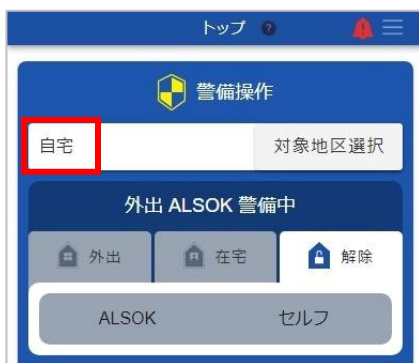 トップ ?
警備操作
自宅 対象地区選択
外出 ALSOK 警備中
外出 在宅 解除
ALSOK セルフ